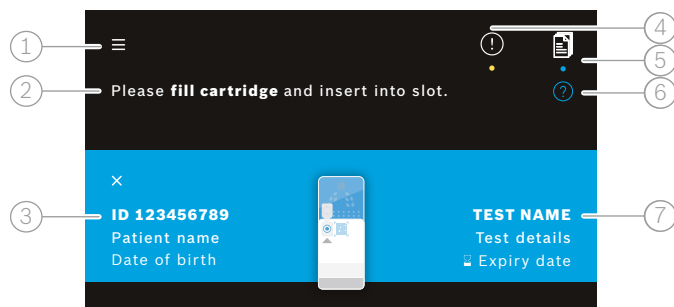 1
4
!
5
2
Please fill cartridge and insert into slot.
?
6
3
ID 123456789
Patient name
Date of birth
TEST NAME
Test details
Expiry date
7